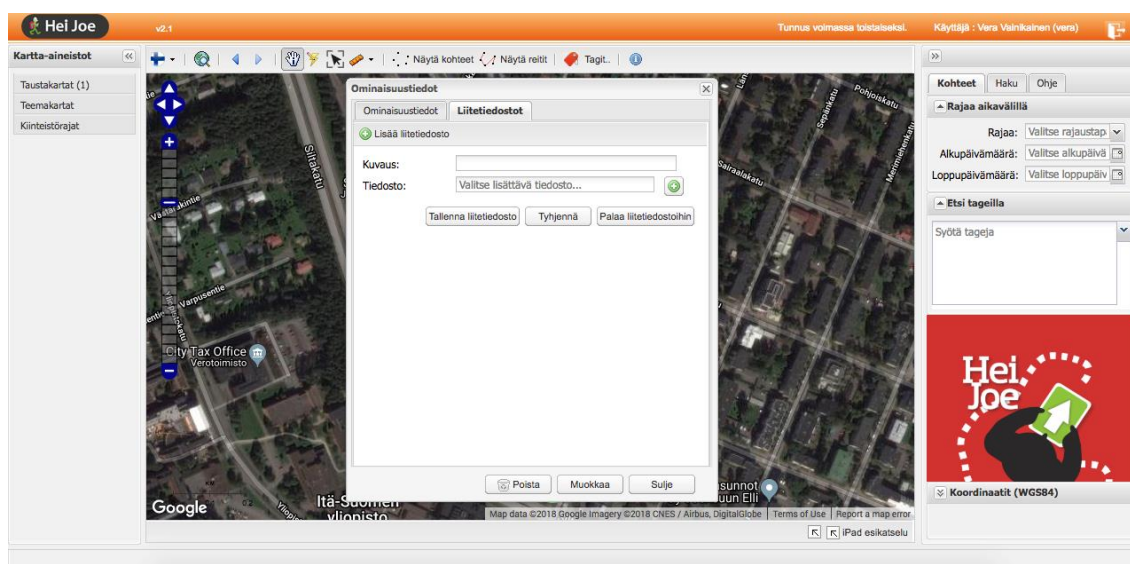 Hei Joe
v2.1
Tunnus voimassa toistaiseksi.
Käyttäjä : Vera Vainikainen (vera)
Kartta-aineistot
Taustakartat (1)
Teemakartat
Kiinteistörajat
Näytä kohteet
Näytä reitit
Tagit..
Ominaisuustiedot
Ominaisuustiedot
Liitetiedostot
Lisää liitetiedosto
Kuvaus:
Tiedosto:
Valitse lisättävä tiedosto...
Tallenna liitetiedosto
Tyhjennä
Palaa liitetiedostoihin
Poista
Muokkaa
Sulje
Siltakatu
Varpusentie
City Tax Office
Verotoimisto
Google
Itä-Suomen
yliopisto
Sepänkatu
Pohjoiskatu
Sairaalakatu
Merimiehenkatu
Map data ©2018 Google Imagery ©2018 CNES / Airbus, DigitalGlobe
Terms of Use
Report a map error
iPad esikatselu
Kohteet
Haku
Ohje
Rajaa aikavälillä
Rajaa:
Valitse rajaustap
Alkupäivämäärä:
Valitse alkupäivä
Loppupäivämäärä:
Valitse loppupäiv
Etsi tageilla
Syötä tageja
Hei
Joe
Koordinaatit (WGS84)